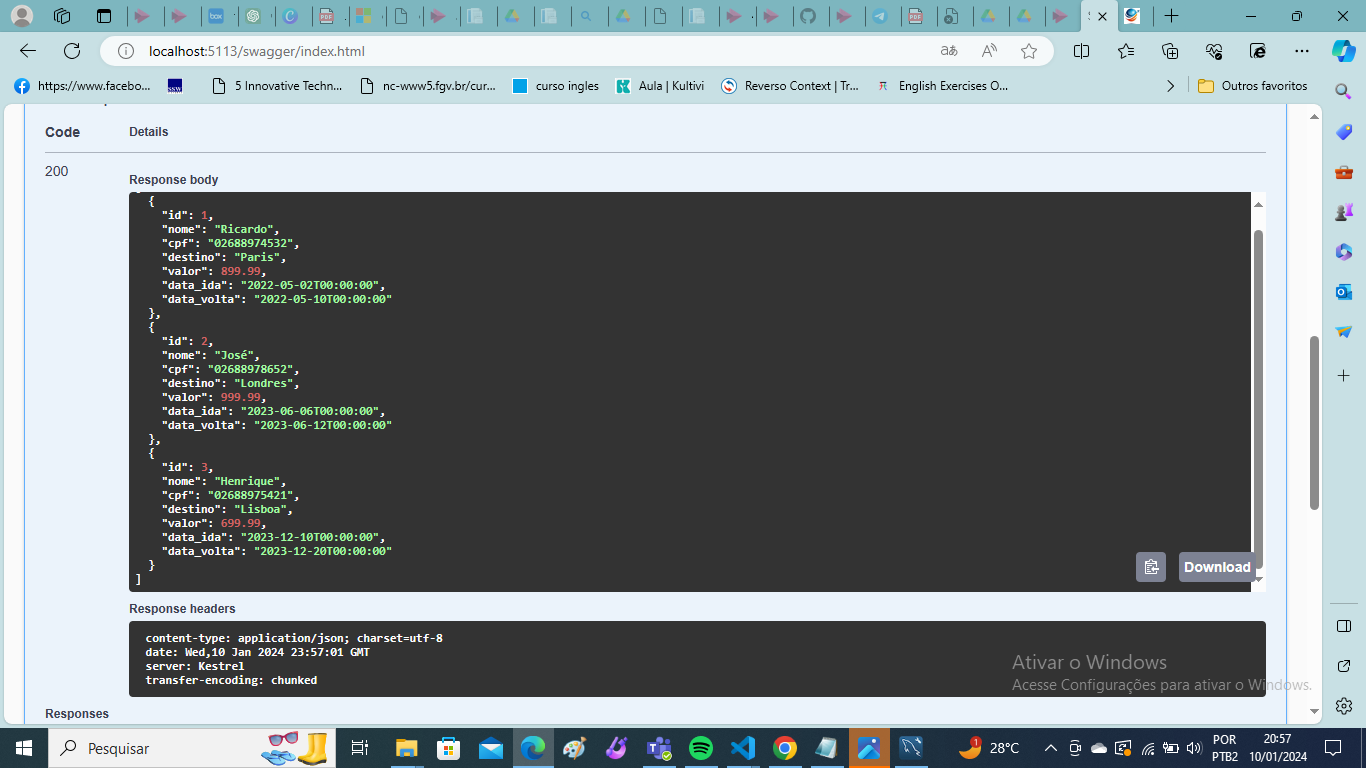 localhost:5113/swagger/index.html
https://www.facebo...
ssw
5 Innovative Techn...
nc-www5.fgv.br/cur...
curso ingles
Aula | Kultivi
Reverso Context | Tr...
English Exercises O...
Outros favoritos
Code
Details
200
Response body
{
"id": 1,
"nome": "Ricardo",
"cpf": "02688974532",
"destino": "Paris",
"valor": 899.99,
"data_ida": "2022-05-02T00:00:00",
"data_volta": "2022-05-10T00:00:00"
},
{
"id": 2,
"nome": "José",
"cpf": "02688978652",
"destino": "Londres",
"valor": 999.99,
"data_ida": "2023-06-06T00:00:00",
"data_volta": "2023-06-12T00:00:00"
},
{
"id": 3,
"nome": "Henrique",
"cpf": "02688975421",
"destino": "Lisboa",
"valor": 699.99,
"data_ida": "2023-12-10T00:00:00",
"data_volta": "2023-12-20T00:00:00"
}
]
Download
Response headers
content-type: application/json; charset=utf-8
date: Wed,10 Jan 2024 23:57:01 GMT
server: Kestrel
transfer-encoding: chunked
Ativar o Windows
Acesse Configurações para ativar o Windows.
Responses
Pesquisar
28°C
POR
PTB2
20:57
10/01/2024